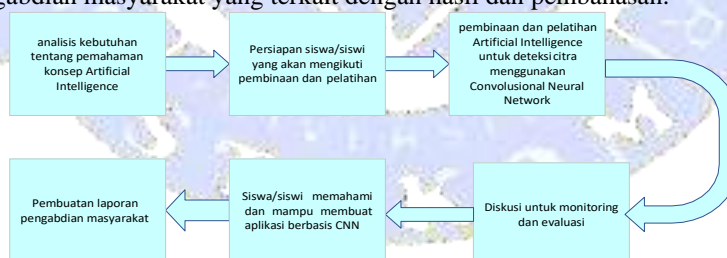 gabdian masyarakat yang terkait dengan hasil dan pembahasan.
analisis kebutuhan
tentang pemahaman
konsep Artificial
Intelligence
Persiapan siswa/siswi
yang akan mengikuti
pembinaan dan pelatihan
pembinaan dan pelatihan
Artificial Intelligence
untuk deteksi citra
menggunakan
Convolusional Neural
Network
Diskusi untuk monitoring
dan evaluasi
Siswa/siswi memahami
dan mampu membuat
aplikasi berbasis CNN
Pembuatan laporan
pengabdian masyarakat